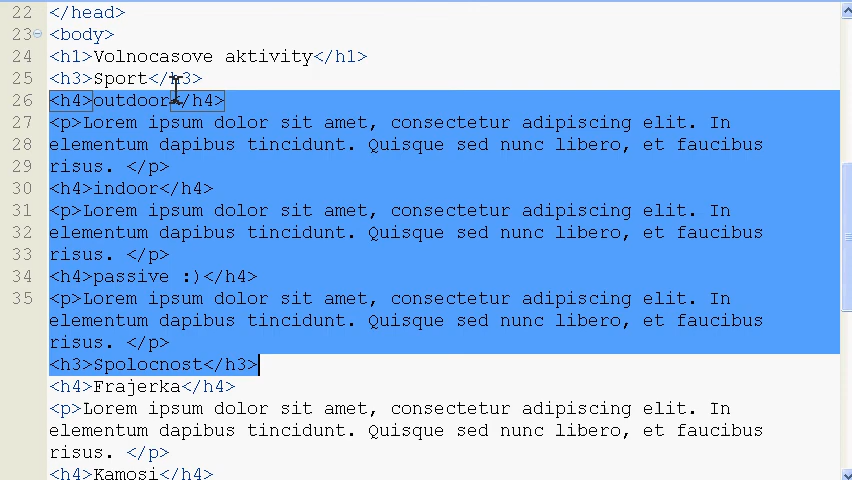 22 </head>
23 <body>
24 <h1>Volnocasove aktivity</h1>
25 <h3>Sport</h3>
26 <h4>outdoor</h4>
27 <p>Lorem ipsum dolor sit amet, consectetur adipiscing elit. In
28 elementum dapibus tincidunt. Quisque sed nunc libero, et faucibus
29 risus. </p>
30 <h4>indoor</h4>
31 <p>Lorem ipsum dolor sit amet, consectetur adipiscing elit. In
32 elementum dapibus tincidunt. Quisque sed nunc libero, et faucibus
33 risus. </p>
34 <h4>passive :)</h4>
35 <p>Lorem ipsum dolor sit amet, consectetur adipiscing elit. In
elementum dapibus tincidunt. Quisque sed nunc libero, et faucibus
risus. </p>
<h3>Spolocnost</h3>
<h4>Frajerka</h4>
<p>Lorem ipsum dolor sit amet, consectetur adipiscing elit. In
elementum dapibus tincidunt. Quisque sed nunc libero, et faucibus
risus. </p>
<h4>Kamosi</h4>